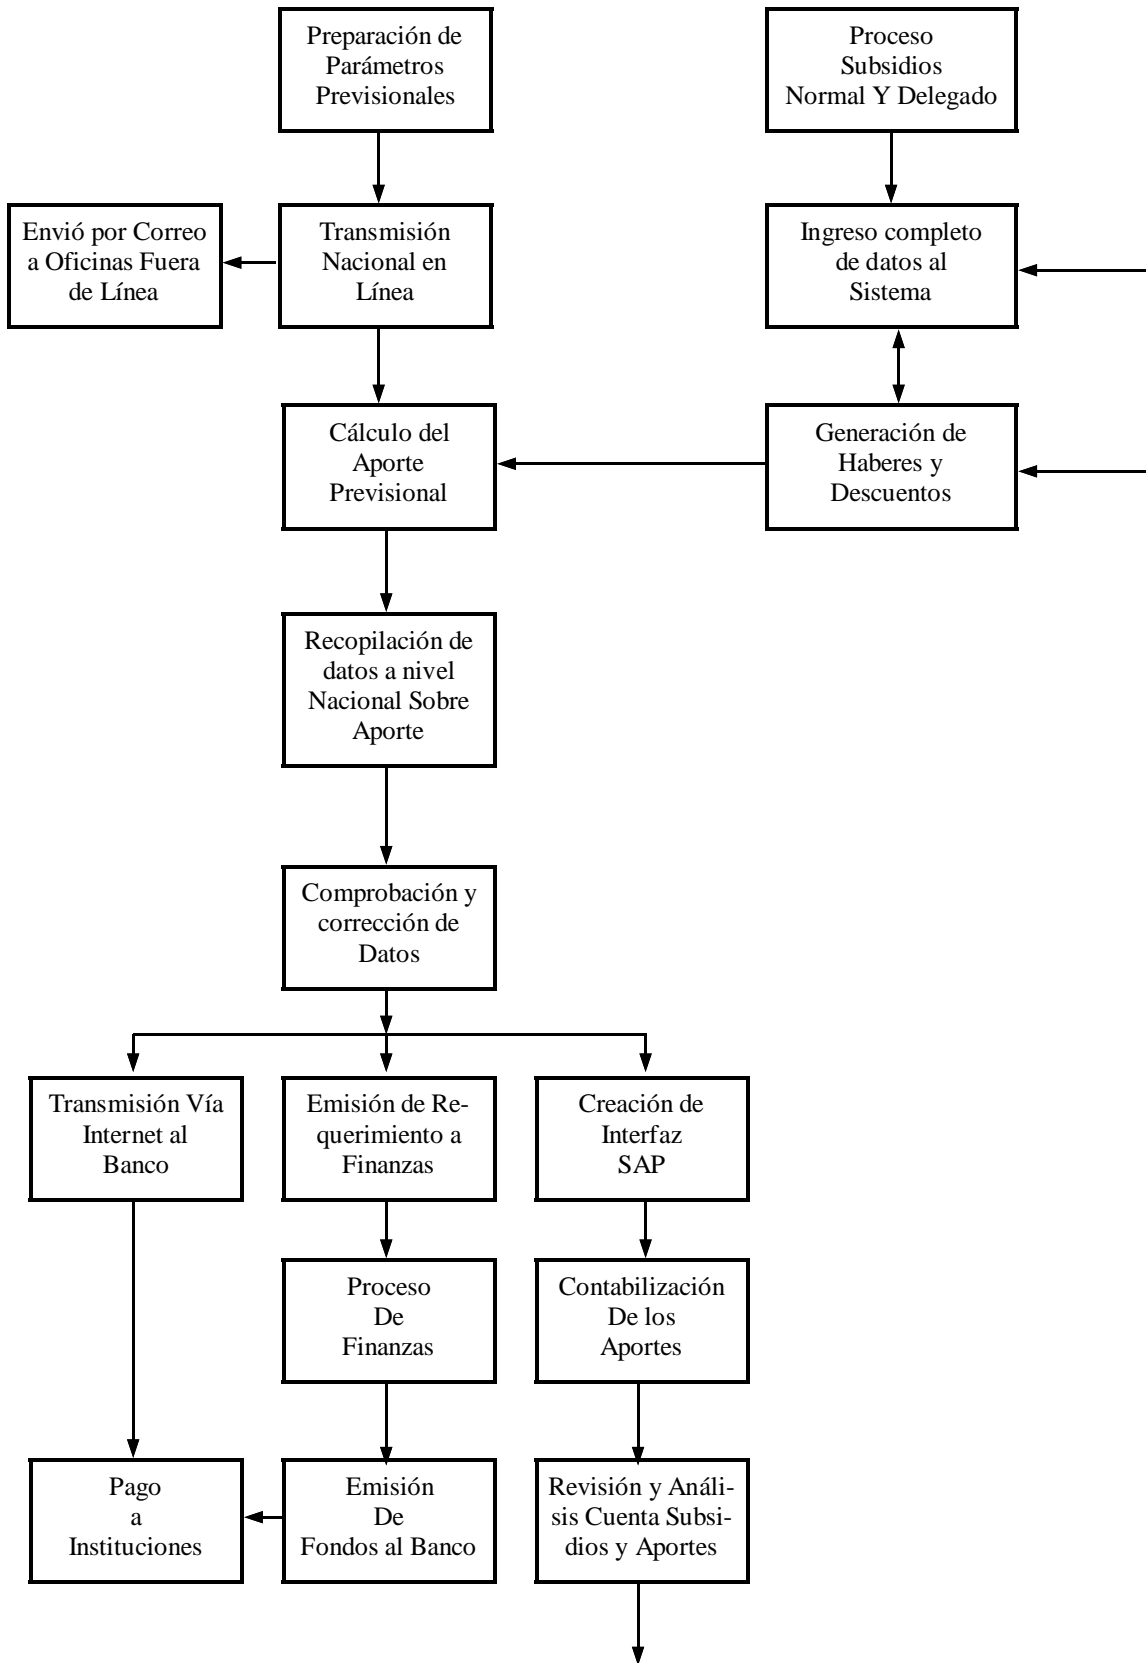 Preparación de
Parámetros
Previsionales
Proceso
Subsidios
Normal Y Delegado
Envió por Correo
a Oficinas Fuera
de Línea
Transmisión
Nacional en
Línea
Ingreso completo
de datos al
Sistema
Cálculo del
Aporte
Previsional
Generación de
Haberes y
Descuentos
Recopilación de
datos a nivel
Nacional Sobre
Aporte
Comprobación y
corrección de
Datos
Transmisión Vía
Internet al
Banco
Emisión de Re-
querimiento a
Finanzas
Creación de
Interfaz
SAP
Proceso
De
Finanzas
Contabilización
De los
Aportes
Pago
a
Instituciones
Emisión
De
Fondos al Banco
Revisión y Análi-
sis Cuenta Subsi-
dios y Aportes